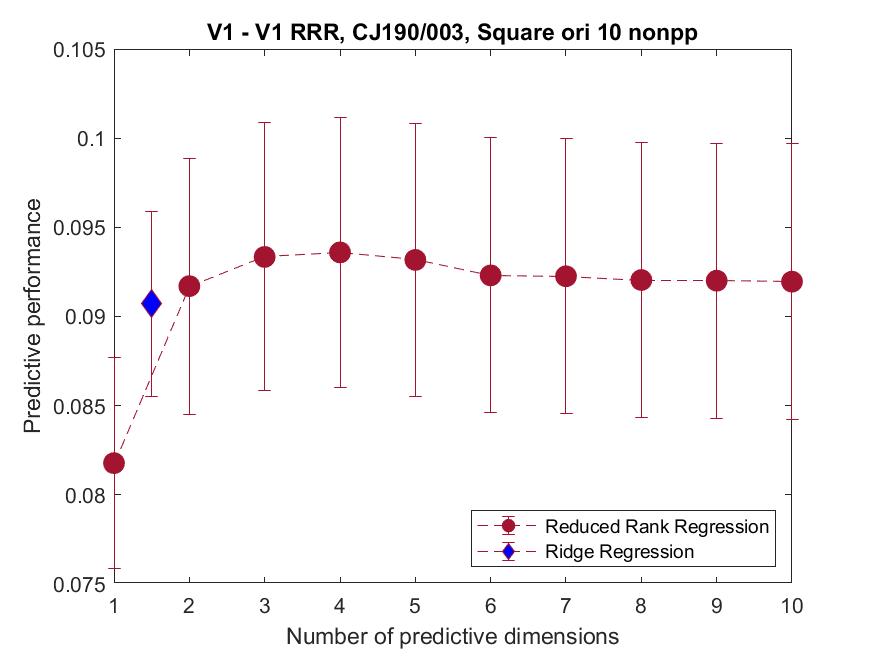 V1 - V1 RRR, CJ190/003, Square ori 10 nonpp
0.105
0.1
0.095
0.09
0.085
0.08
0.075
Predictive performance
1 2 3 4 5 6 7 8 9 10
Number of predictive dimensions
Reduced Rank Regression
Ridge Regression